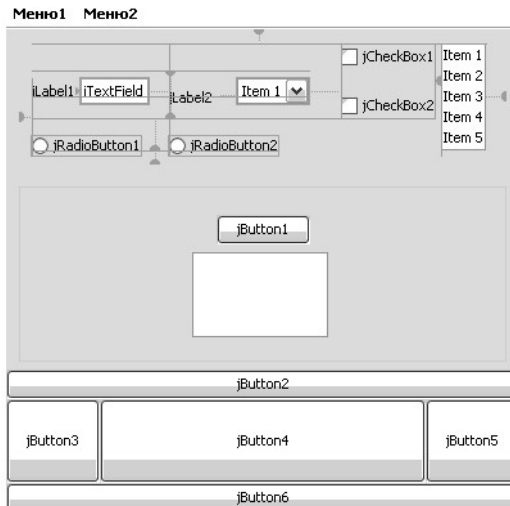 Меню1 Меню2
jLabel1 jTextField jLabel2 Item 1 jCheckBox1 jCheckBox2
Item 1
Item 2
Item 3
Item 4
Item 5
jRadioButton1 jRadioButton2
jButton1
jButton2
jButton3 jButton4 jButton5
jButton6